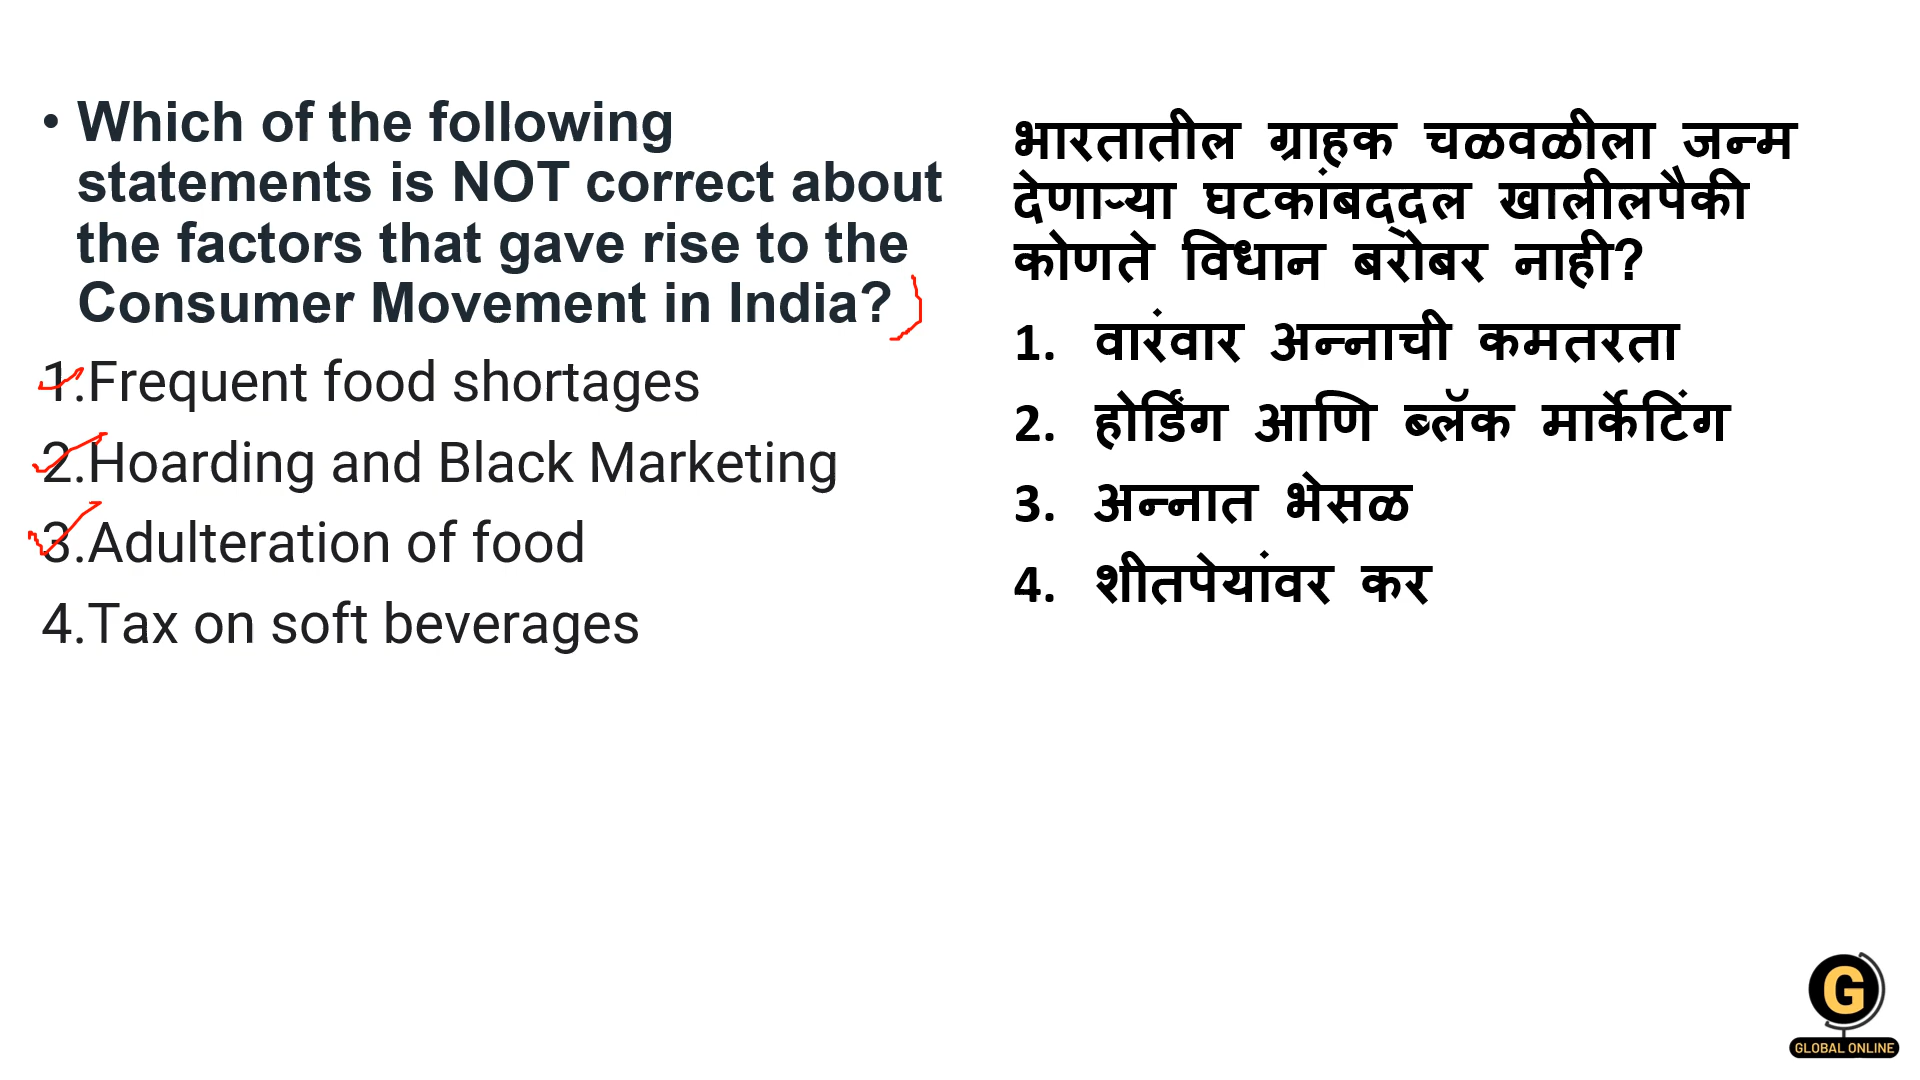 • Which of the following
statements is NOT correct about
the factors that gave rise to the
Consumer Movement in India?
1.Frequent food shortages
2.Hoarding and Black Marketing
3.Adulteration of food
4.Tax on soft beverages
भारतातील ग्राहक चळवळीला जन्म
देणाऱ्या घटकांबद्दल खालीलपैकी
कोणते विधान बरोबर नाही?
1. वारंवार अन्नाची कमतरता
2. होर्डिंग आणि ब्लॅक मार्केटिंग
3. अन्नात भेसळ
4. शीतपेयांवर कर
G
GLOBAL ONLINE